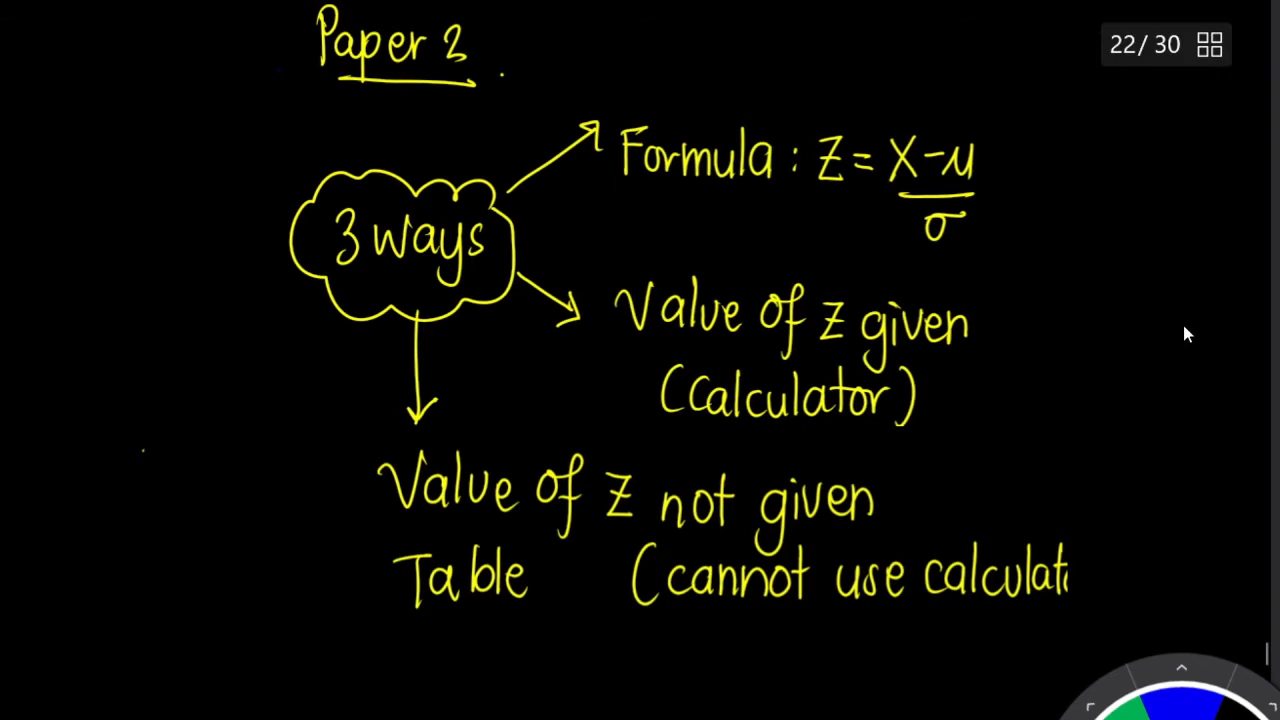 Paper 2
22/ 30
Formula : Z = X - μ / σ
3 ways
Value of Z given
(Calculator)
Value of Z not given
Table (cannot use calculat